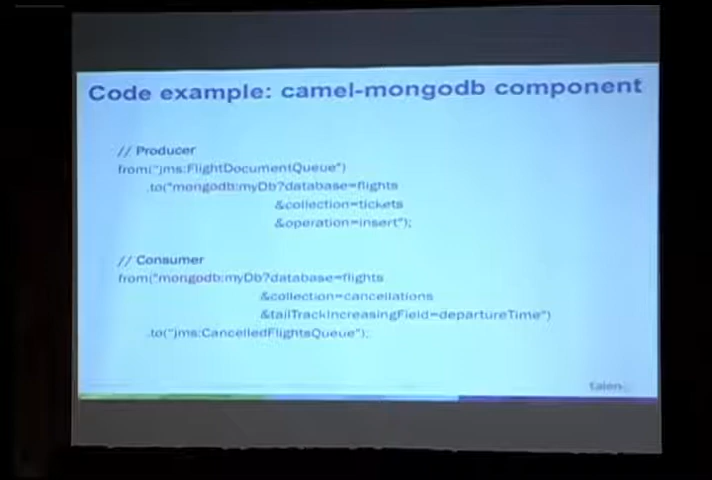 Code example: camel-mongodb component
// Producer
from("jms:FlightDocumentQueue")
.to("mongodb:myDb?database=flights
&collection=tickets
&operation=insert");
// Consumer
from("mongodb:myDb?database=flights
&collection=cancellations
&tailTrackIncreasingField=departureTime")
.to("jms:CancelledFlightsQueue");